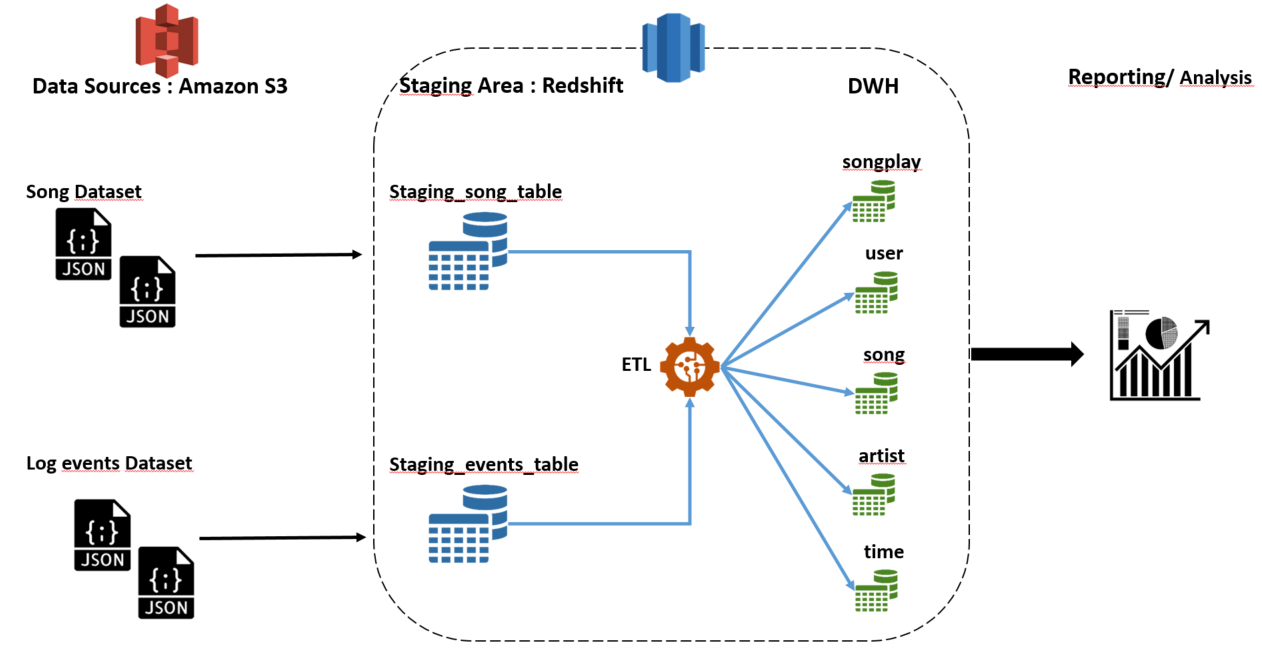 Data Sources : Amazon S3
Staging Area : Redshift
DWH
Reporting/ Analysis
Song Dataset
{;}
JSON
{;}
JSON
Staging_song_table
songplay
user
ETL
song
Log events Dataset
{;}
JSON
{;}
JSON
Staging_events_table
artist
time